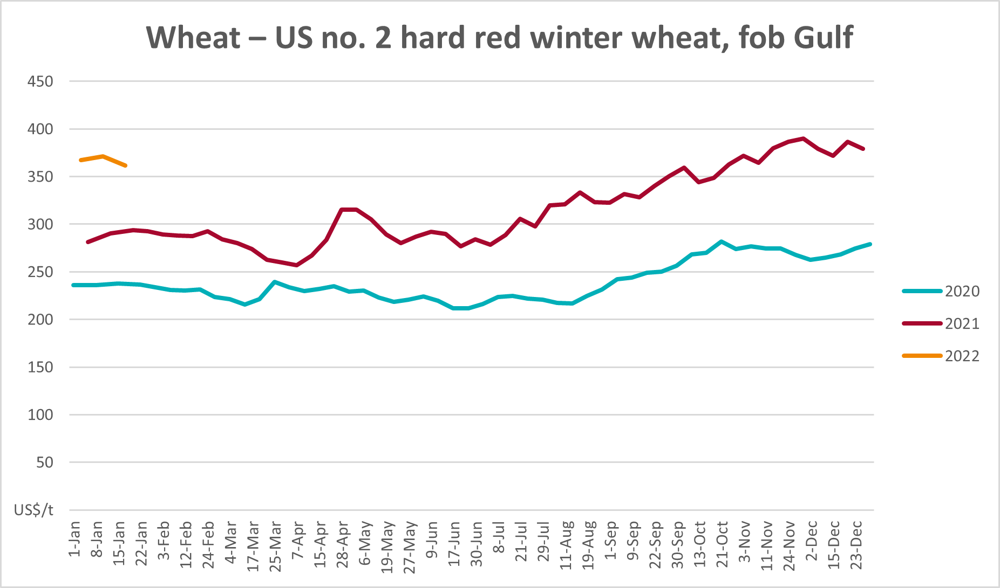 Wheat – US no. 2 hard red winter wheat, fob Gulf
450
400
350
300
250
200
150
100
50
US$/t
1-Jan
8-Jan
15-Jan
22-Jan
3-Feb
12-Feb
24-Feb
4-Mar
17-Mar
25-Mar
7-Apr
15-Apr
28-Apr
6-May
19-May
27-May
9-Jun
17-Jun
30-Jun
8-Jul
21-Jul
29-Jul
11-Aug
19-Aug
1-Sep
9-Sep
22-Sep
30-Sep
13-Oct
21-Oct
3-Nov
11-Nov
24-Nov
2-Dec
15-Dec
23-Dec
2020
2021
2022